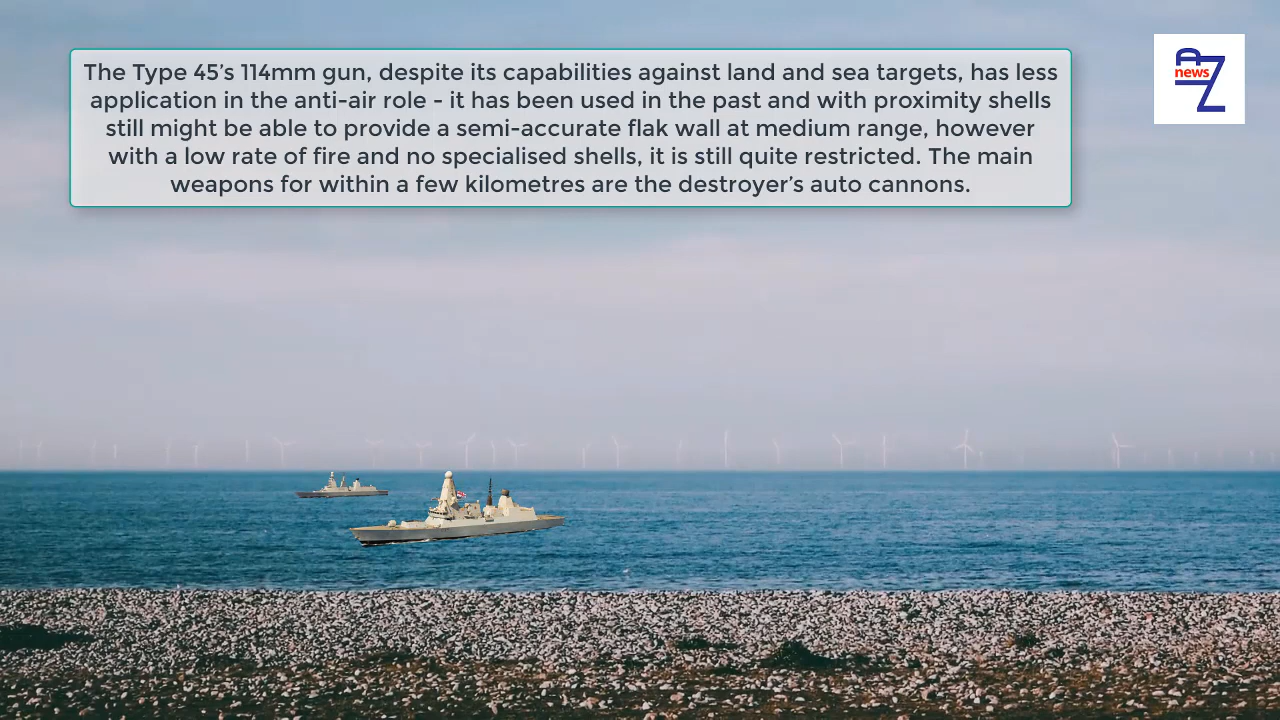 The Type 45’s 114mm gun, despite its capabilities against land and sea targets, has less
application in the anti-air role - it has been used in the past and with proximity shells
still might be able to provide a semi-accurate flak wall at medium range, however
with a low rate of fire and no specialised shells, it is still quite restricted. The main
weapons for within a few kilometres are the destroyer’s auto cannons.
news
Z